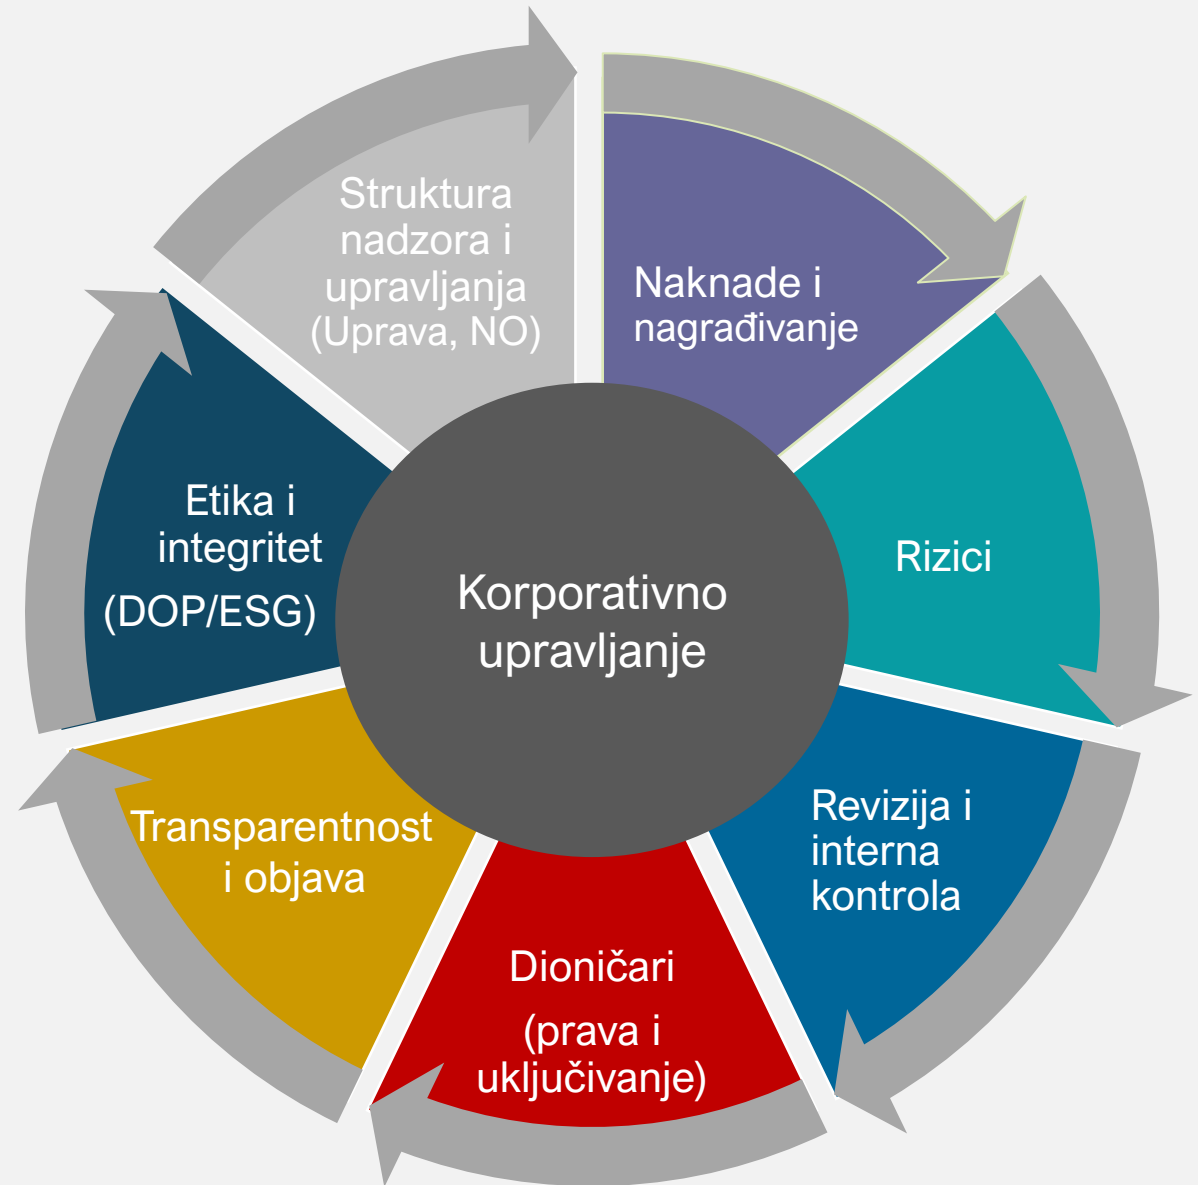 Struktura
nadzora i
upravljanja
(Uprava, NO)
Naknade i
nagrađivanje
Rizici
Revizija i
interna
kontrola
Dioničari
(prava i
uključivanje)
Transparentnost
i objava
Etika i
integritet
(DOP/ESG)
Korporativno
upravljanje